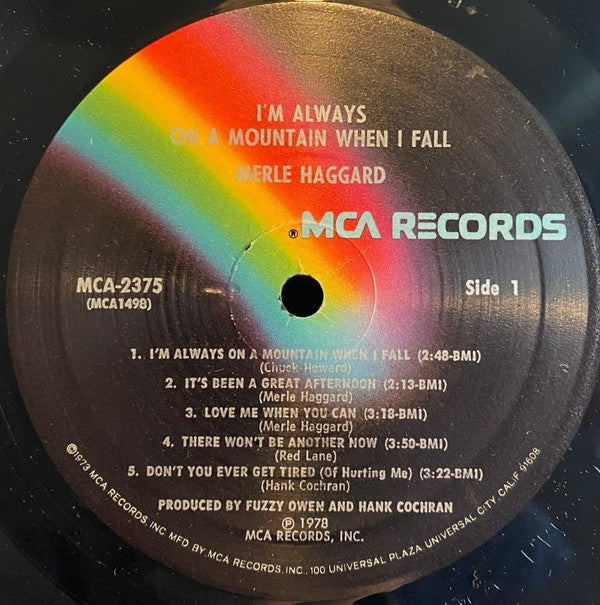 I'M ALWAYS
ON A MOUNTAIN WHEN I FALL
MERLE HAGGARD
®MCA RECORDS
MCA-2375
(MCA1498)
Side 1
1. I'M ALWAYS ON A MOUNTAIN WHEN I FALL (2:48-BMI)
(Chuck Howard)
2. IT'S BEEN A GREAT AFTERNOON (2:13-BMI)
(Merle Haggard)
3. LOVE ME WHEN YOU CAN (3:18-BMI)
(Merle Haggard)
4. THERE WON'T BE ANOTHER NOW (3:50-BMI)
(Red Lane)
5. DON'T YOU EVER GET TIRED (Of Hurting Me) (3:22-BMI)
(Hank Cochran)
PRODUCED BY FUZZY OWEN AND HANK COCHRAN
℗ 1978
MCA RECORDS, INC.
©1973 MCA RECORDS, INC MFD BY MCA RECORDS, INC., 100 UNIVERSAL PLAZA UNIVERSAL CITY, CALIF 91608